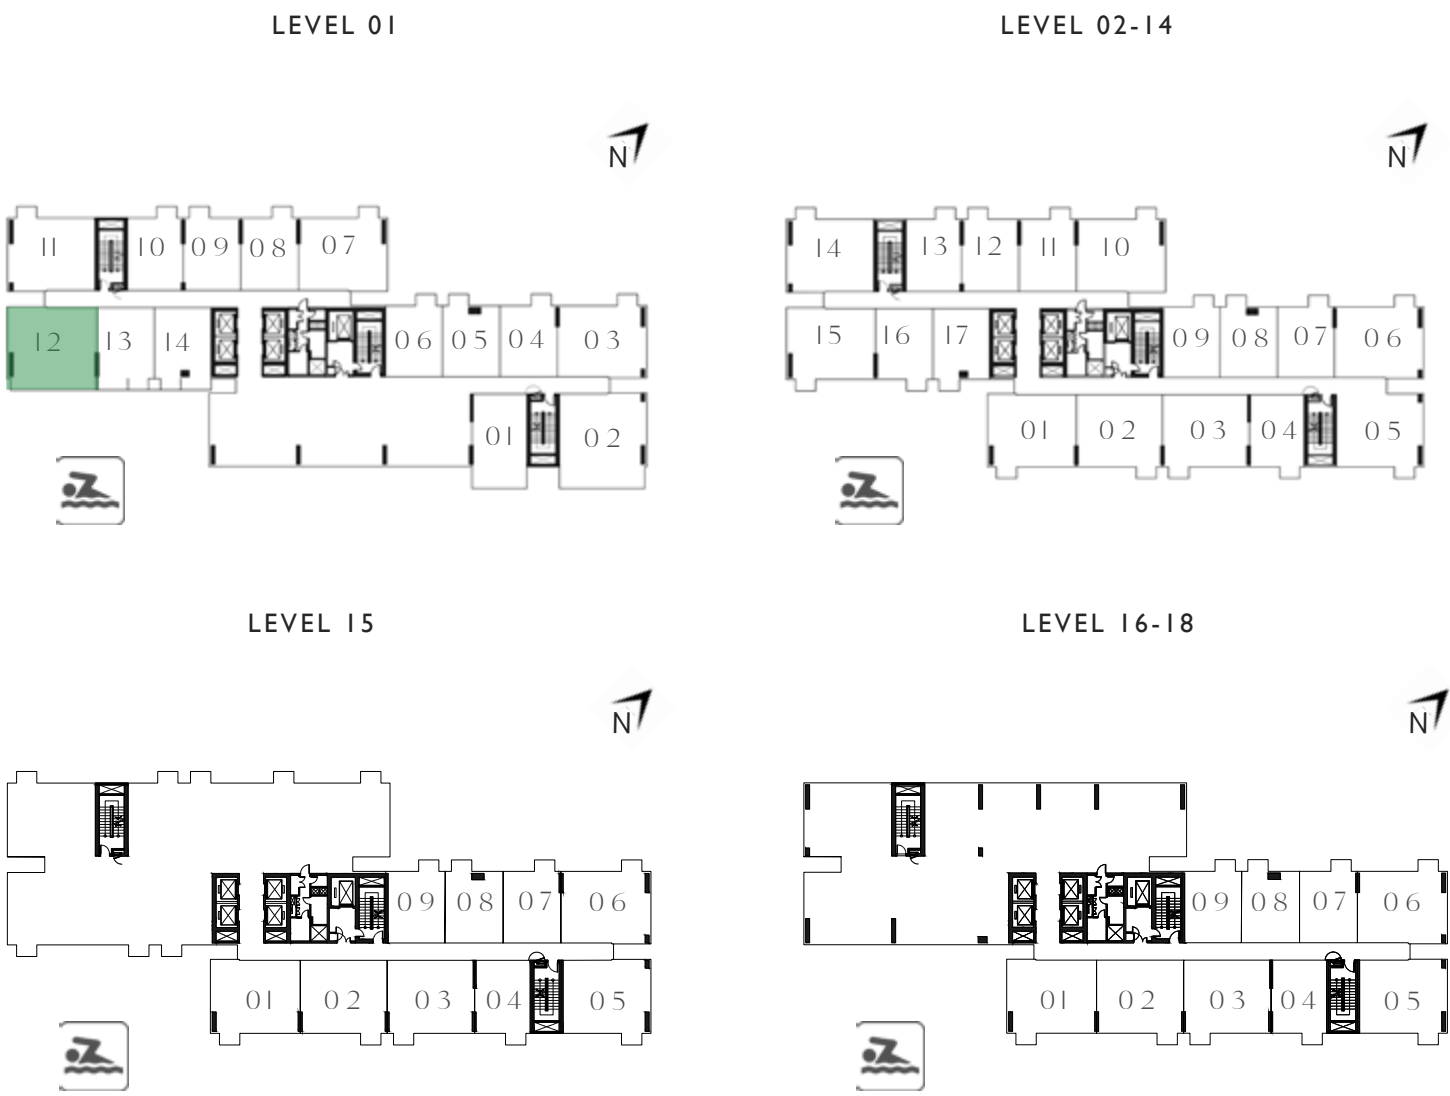 LEVEL 01
LEVEL 02-14
N
N
11 10 09 08 07
14 13 12 11 10
12 13 14 06 05 04 03
15 16 17 09 08 07 06
01 02
01 02 03 04 05
LEVEL 15
LEVEL 16-18
N
N
09 08 07 06
09 08 07 06
01 02 03 04 05
01 02 03 04 05